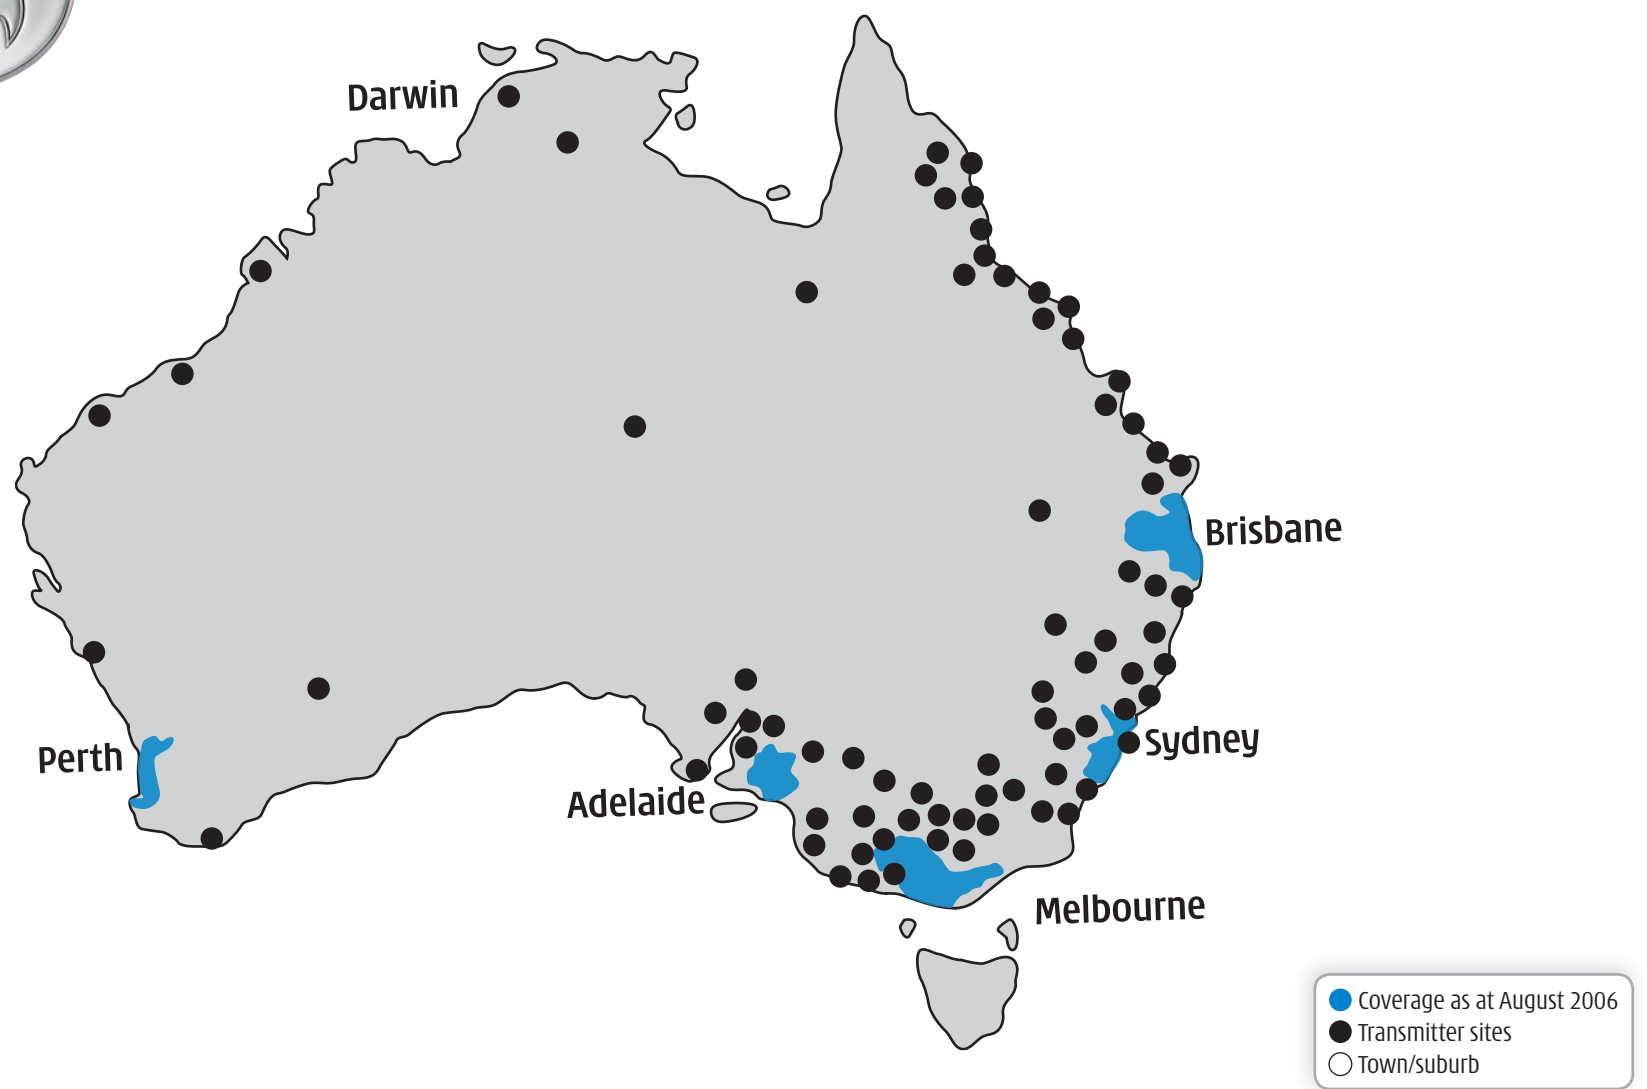 Darwin
Brisbane
Sydney
Perth
Adelaide
Melbourne
Coverage as at August 2006
Transmitter sites
Town/suburb